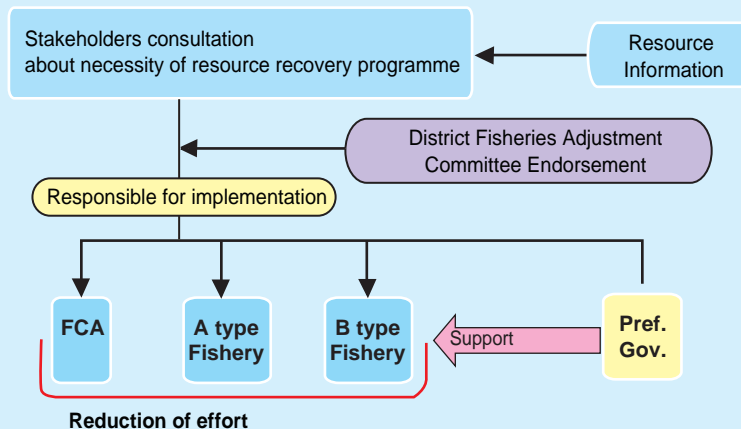 Stakeholders consultation
about necessity of resource recovery programme
Resource
Information
District Fisheries Adjustment
Committee Endorsement
Responsible for implementation
FCA
A type
Fishery
B type
Fishery
Support
Pref.
Gov.
Reduction of effort